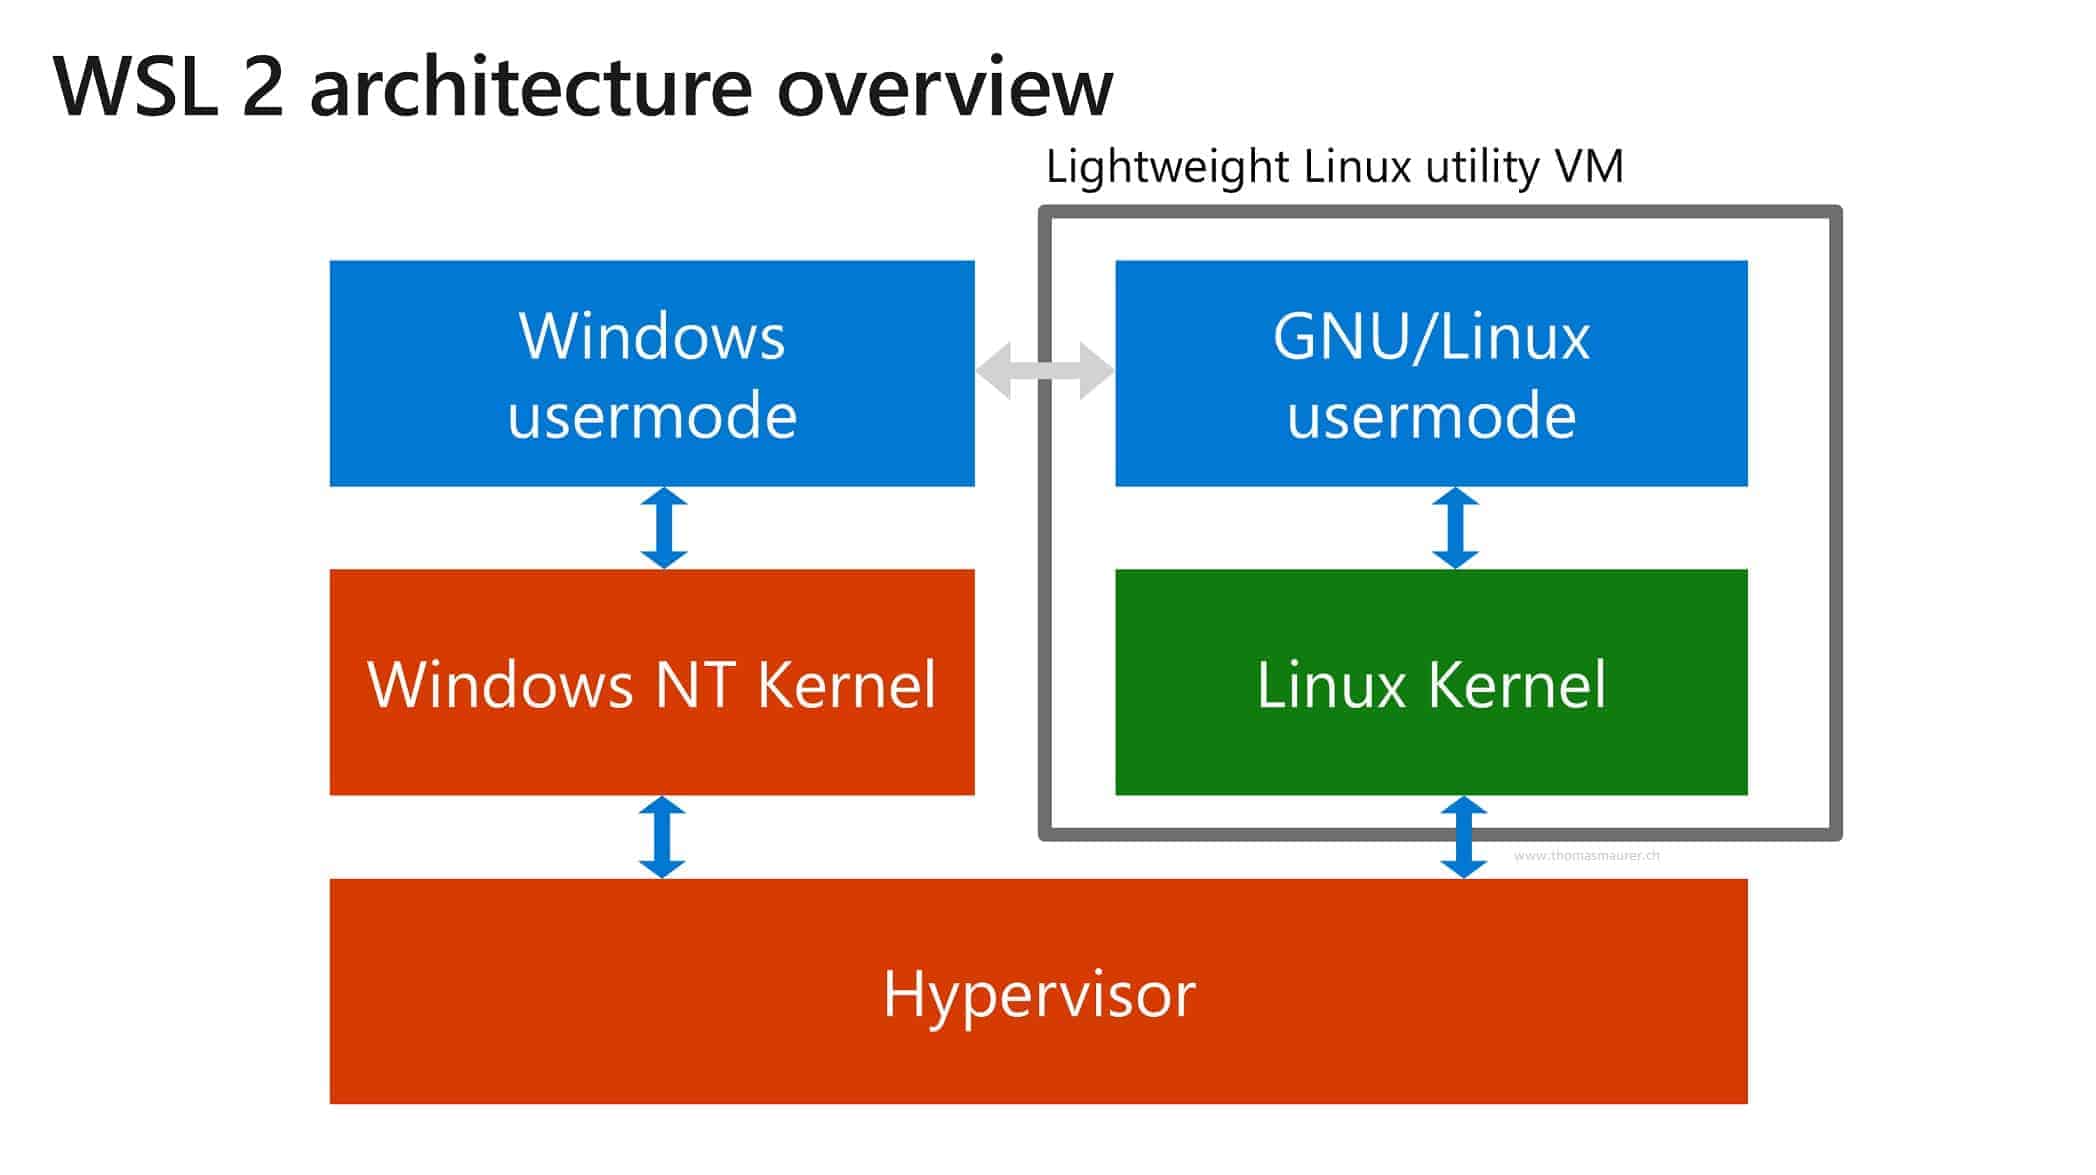 WSL 2 architecture overview
Lightweight Linux utility VM
Windows
usermode
GNU/Linux
usermode
Windows NT Kernel
Linux Kernel
www.thomasmaurer.ch
Hypervisor